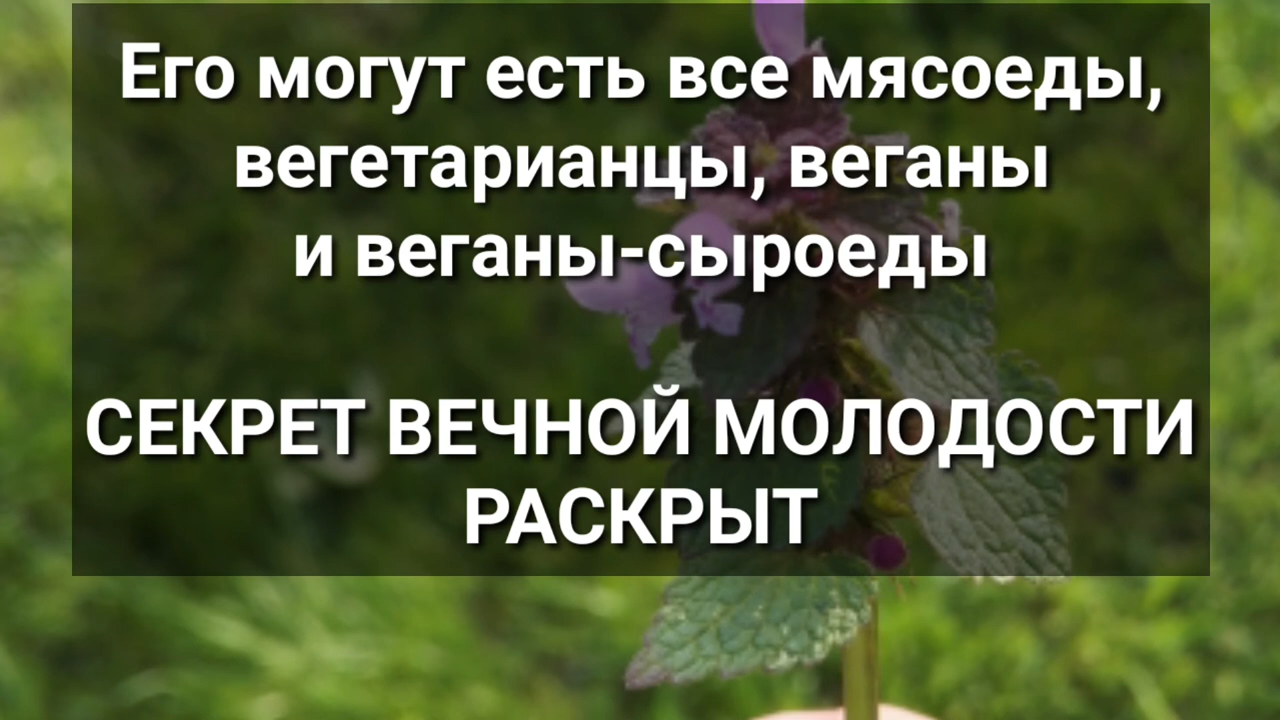 Его могут есть все мясоеды,
вегетарианцы, веганы
и веганы-сыроеды
СЕКРЕТ ВЕЧНОЙ МОЛОДОСТИ
РАСКРЫТ